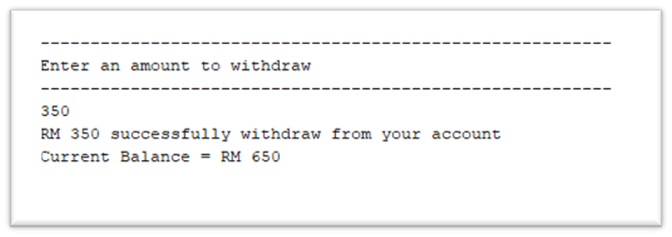 ---------------------------------------------------------
Enter an amount to withdraw
---------------------------------------------------------
350
RM 350 successfully withdraw from your account
Current Balance = RM 650